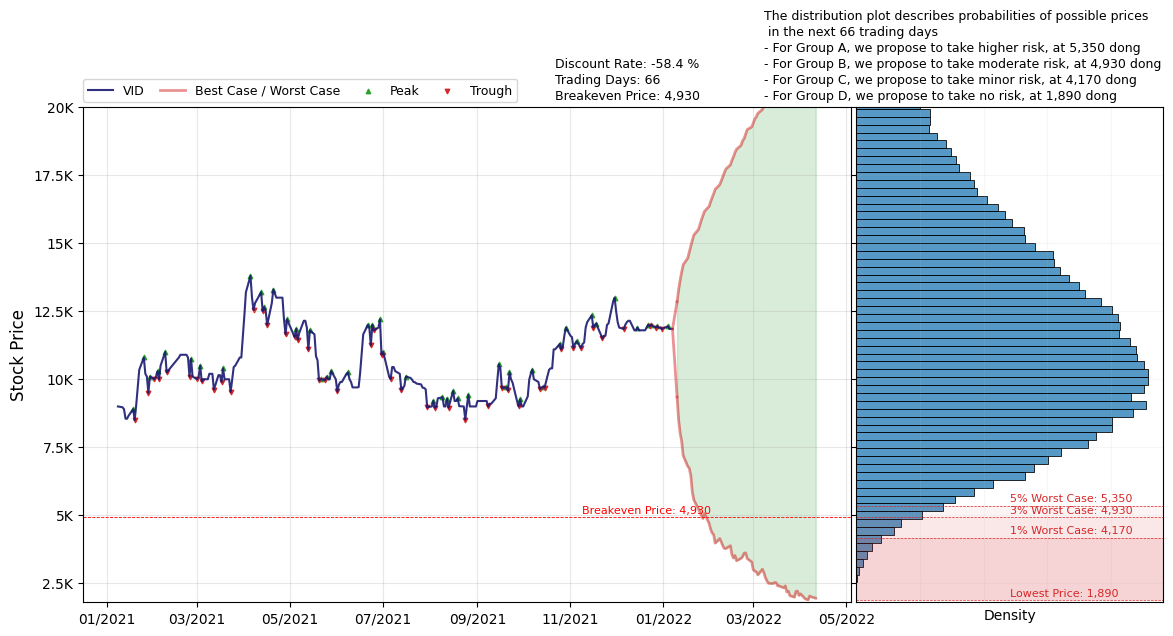 The distribution plot describes probabilities of possible prices
in the next 66 trading days
- For Group A, we propose to take higher risk, at 5,350 dong
- For Group B, we propose to take moderate risk, at 4,930 dong
- For Group C, we propose to take minor risk, at 4,170 dong
- For Group D, we propose to take no risk, at 1,890 dong
Discount Rate: -58.4 %
Trading Days: 66
Breakeven Price: 4,930
VID
Best Case / Worst Case
Peak
Trough
20K
17.5K
15K
12.5K
10K
7.5K
5K
2.5K
Stock Price
Breakeven Price: 4,930
5% Worst Case: 5,350
3% Worst Case: 4,930
1% Worst Case: 4,170
Lowest Price: 1,890
01/2021
03/2021
05/2021
07/2021
09/2021
11/2021
01/2022
03/2022
05/2022
Density